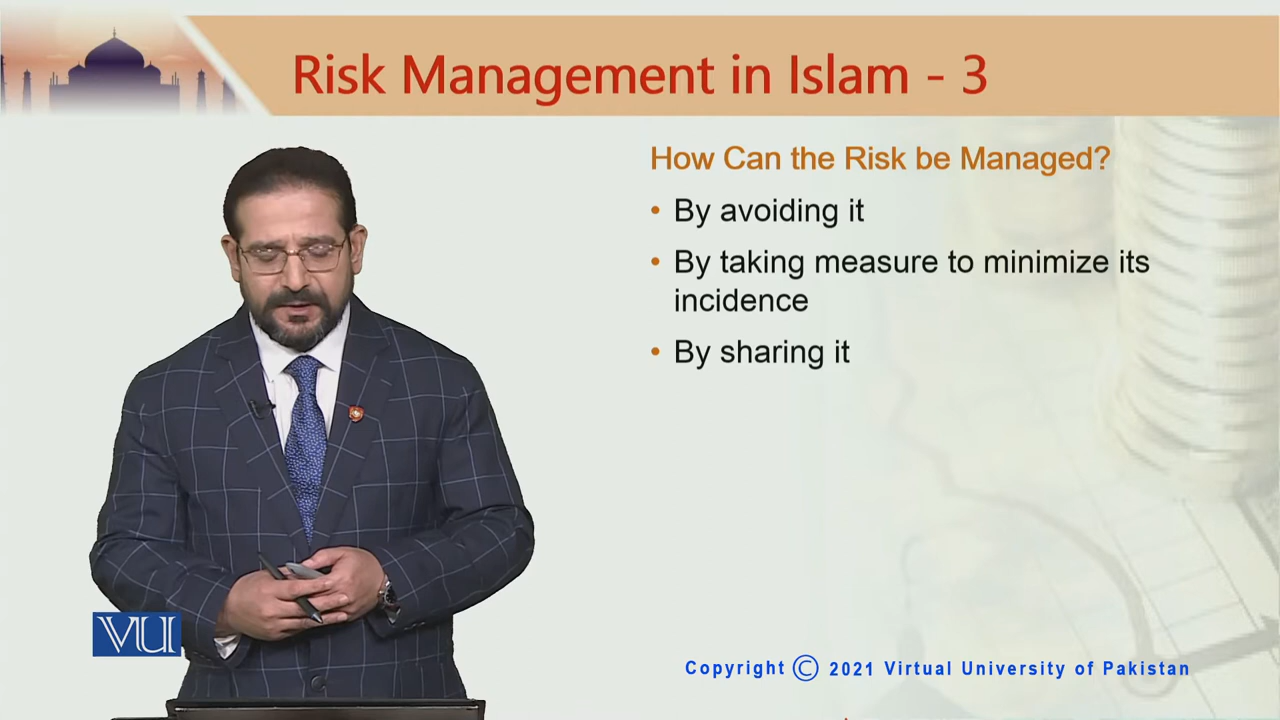 Risk Management in Islam - 3
How Can the Risk be Managed?
• By avoiding it
• By taking measure to minimize its
incidence
• By sharing it
VU
Copyright © 2021 Virtual University of Pakistan